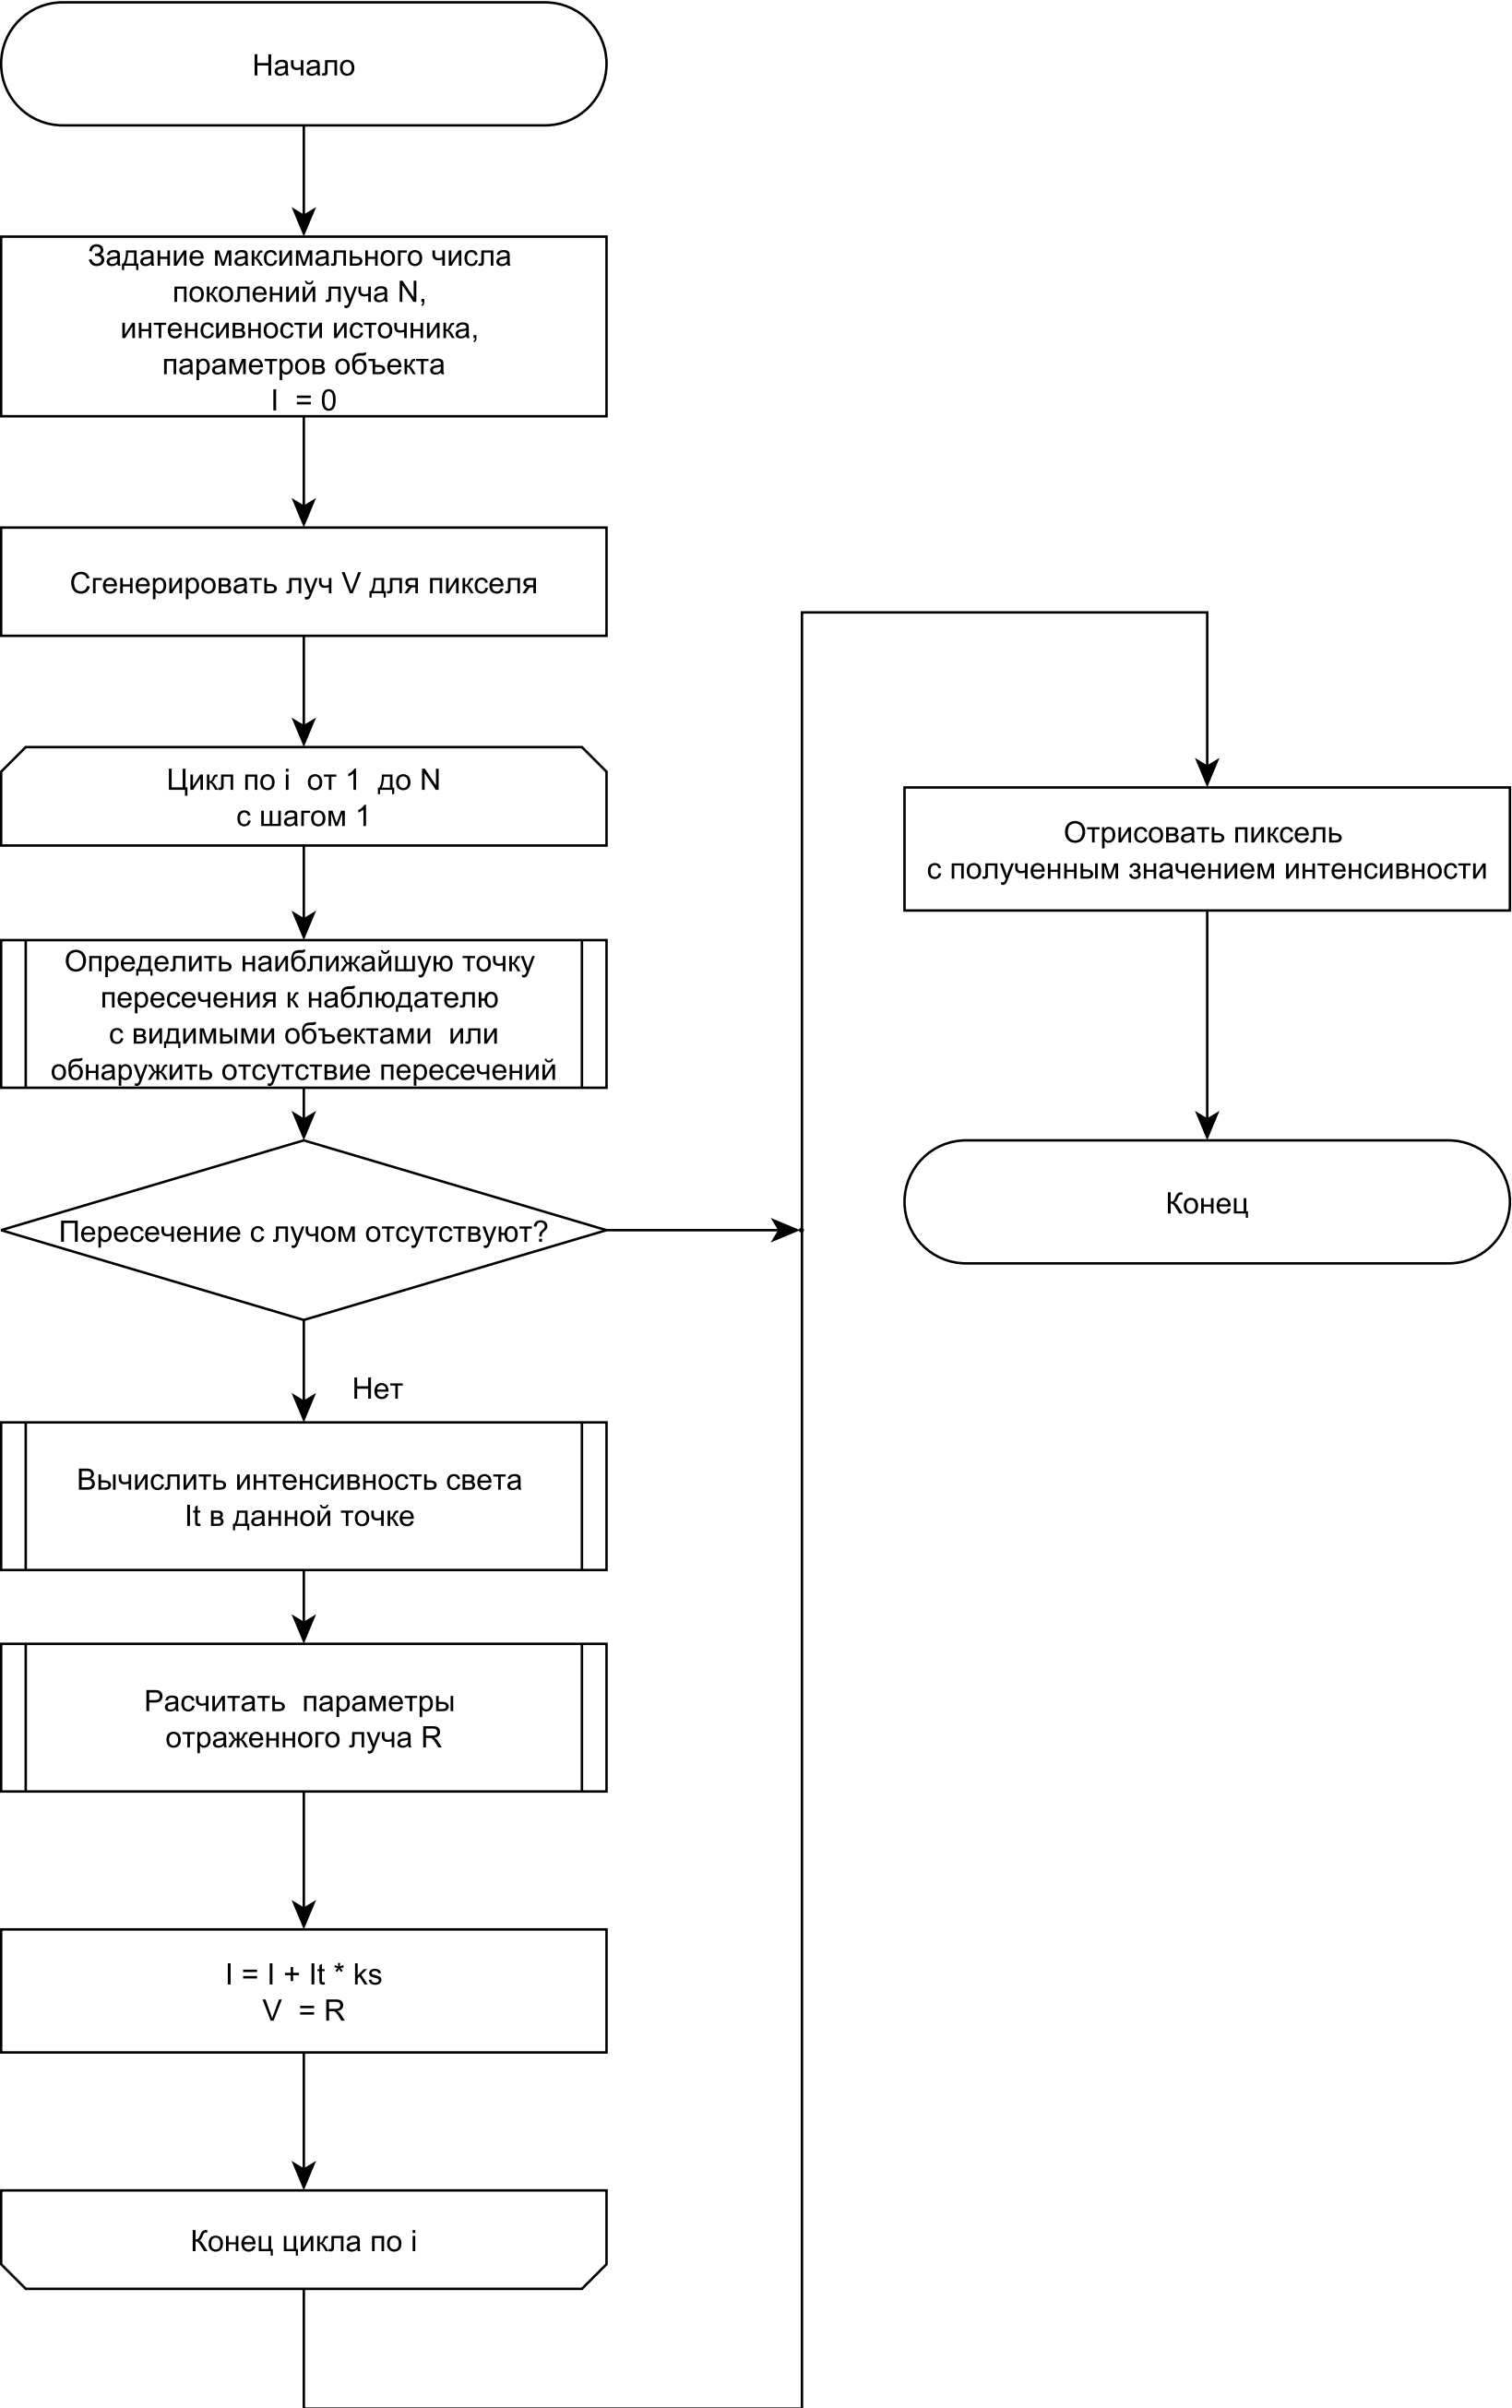 Начало
Задание максимального числа
поколений луча N,
интенсивности источника,
параметров объекта
I = 0
Сгенерировать луч V для пикселя
Цикл по i от 1 до N
с шагом 1
Определить наиближайшую точку
пересечения к наблюдателю
с видимыми объектами или
обнаружить отсутствие пересечений
Пересечение с лучом отсутствуют?
Нет
Вычислить интенсивность света
It в данной точке
Расчитать параметры
отраженного луча R
I = I + It * ks
V = R
Конец цикла по i
Отрисовать пиксель
с полученным значением интенсивности
Конец